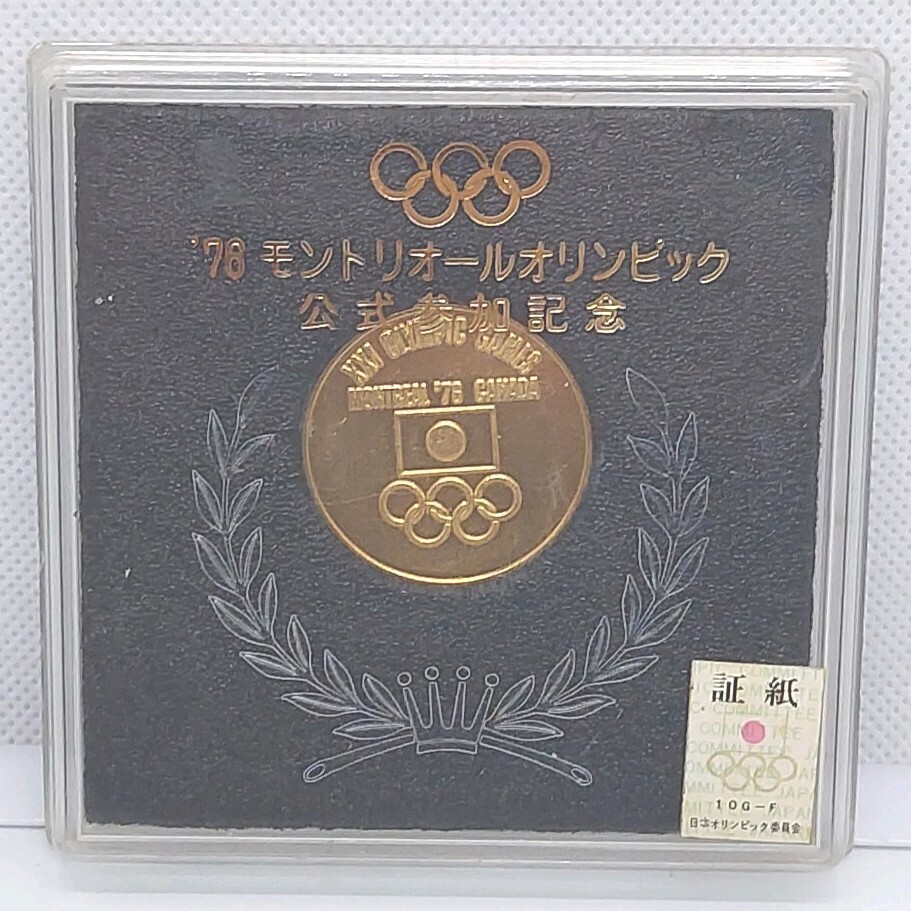 '76 モントリオールオリンピック
公式参加記念
XXI OLYMPIC GAMES
MONTREAL '76 CANADA
証紙
10G-F
日本オリンピック委員会